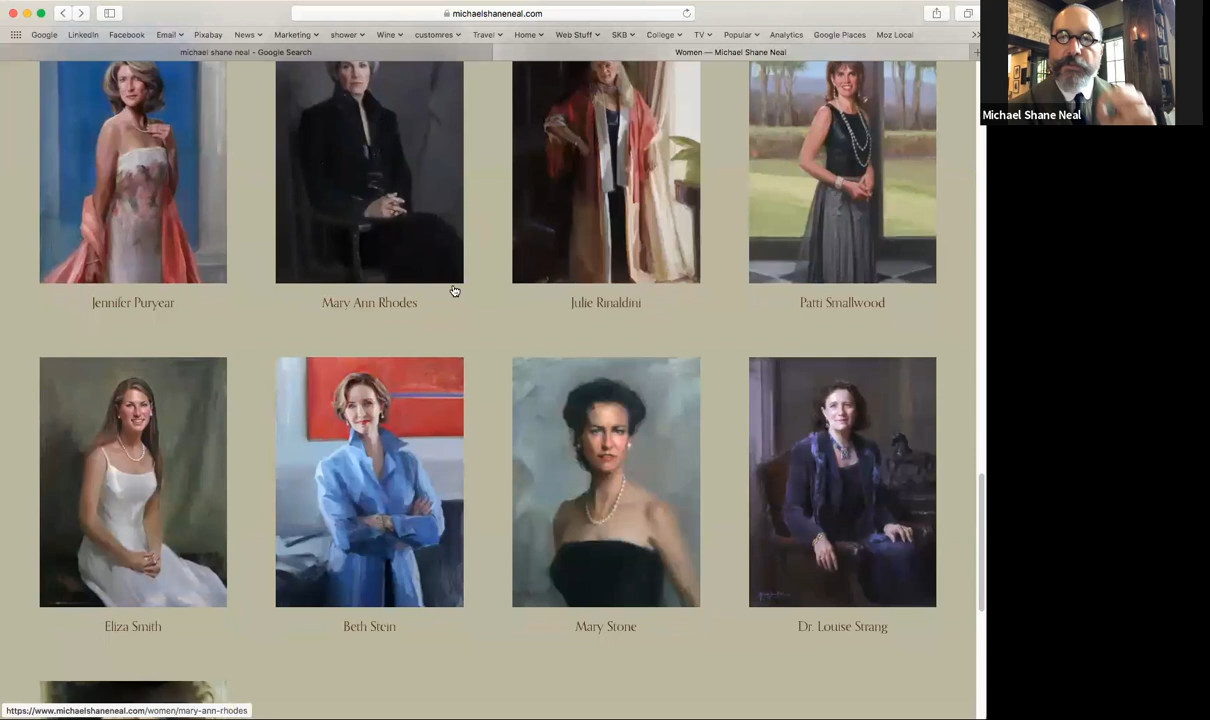 michaelshaneneal.com
Google LinkedIn Facebook Email Pixabay News Marketing shower Wine customres Travel Home Web Stuff SKB College TV Popular Analytics Google Places Moz Local
michael shane neal - Google Search Women — Michael Shane Neal
Michael Shane Neal
Jennifer Puryear Mary Ann Rhodes Julie Rinaldini Patti Smallwood
Eliza Smith Beth Stein Mary Stone Dr. Louise Strang
https://www.michaelshaneneal.com/women/mary-ann-rhodes